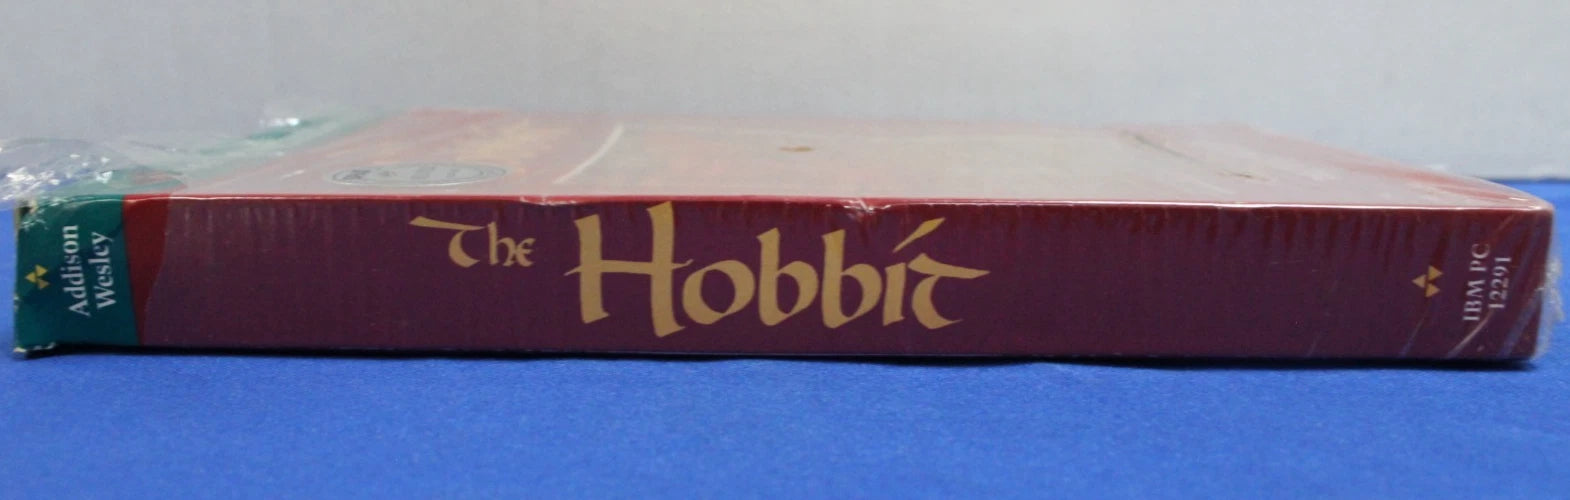 Addison
Wesley
The Hobbit
IBM PC
12291